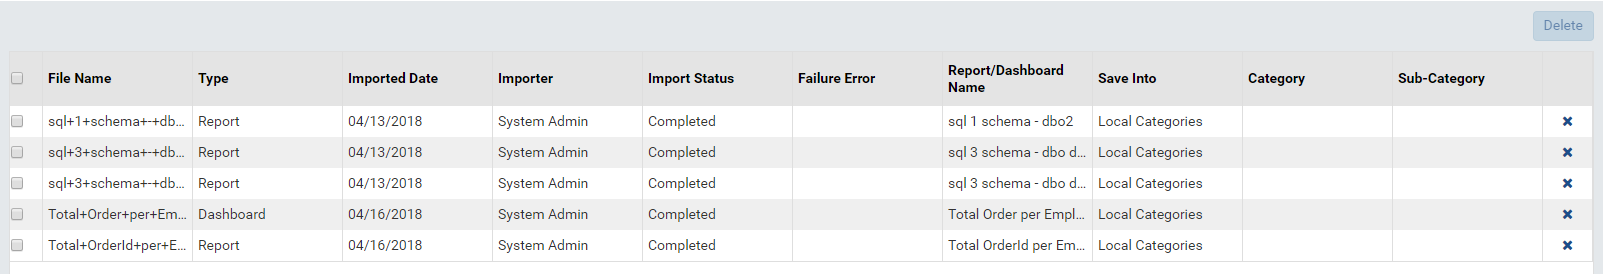 Delete
File Name Type Imported Date Importer Import Status Failure Error Report/Dashboard Name Save Into Category Sub-Category
sql+1+schema+-+db... Report 04/13/2018 System Admin Completed sql 1 schema - dbo2 Local Categories
sql+3+schema+-+db... Report 04/13/2018 System Admin Completed sql 3 schema - dbo d... Local Categories
sql+3+schema+-+db... Report 04/13/2018 System Admin Completed sql 3 schema - dbo d... Local Categories
Total+Order+per+Em... Dashboard 04/16/2018 System Admin Completed Total Order per Empl... Local Categories
Total+OrderId+per+E... Report 04/16/2018 System Admin Completed Total OrderId per Em... Local Categories